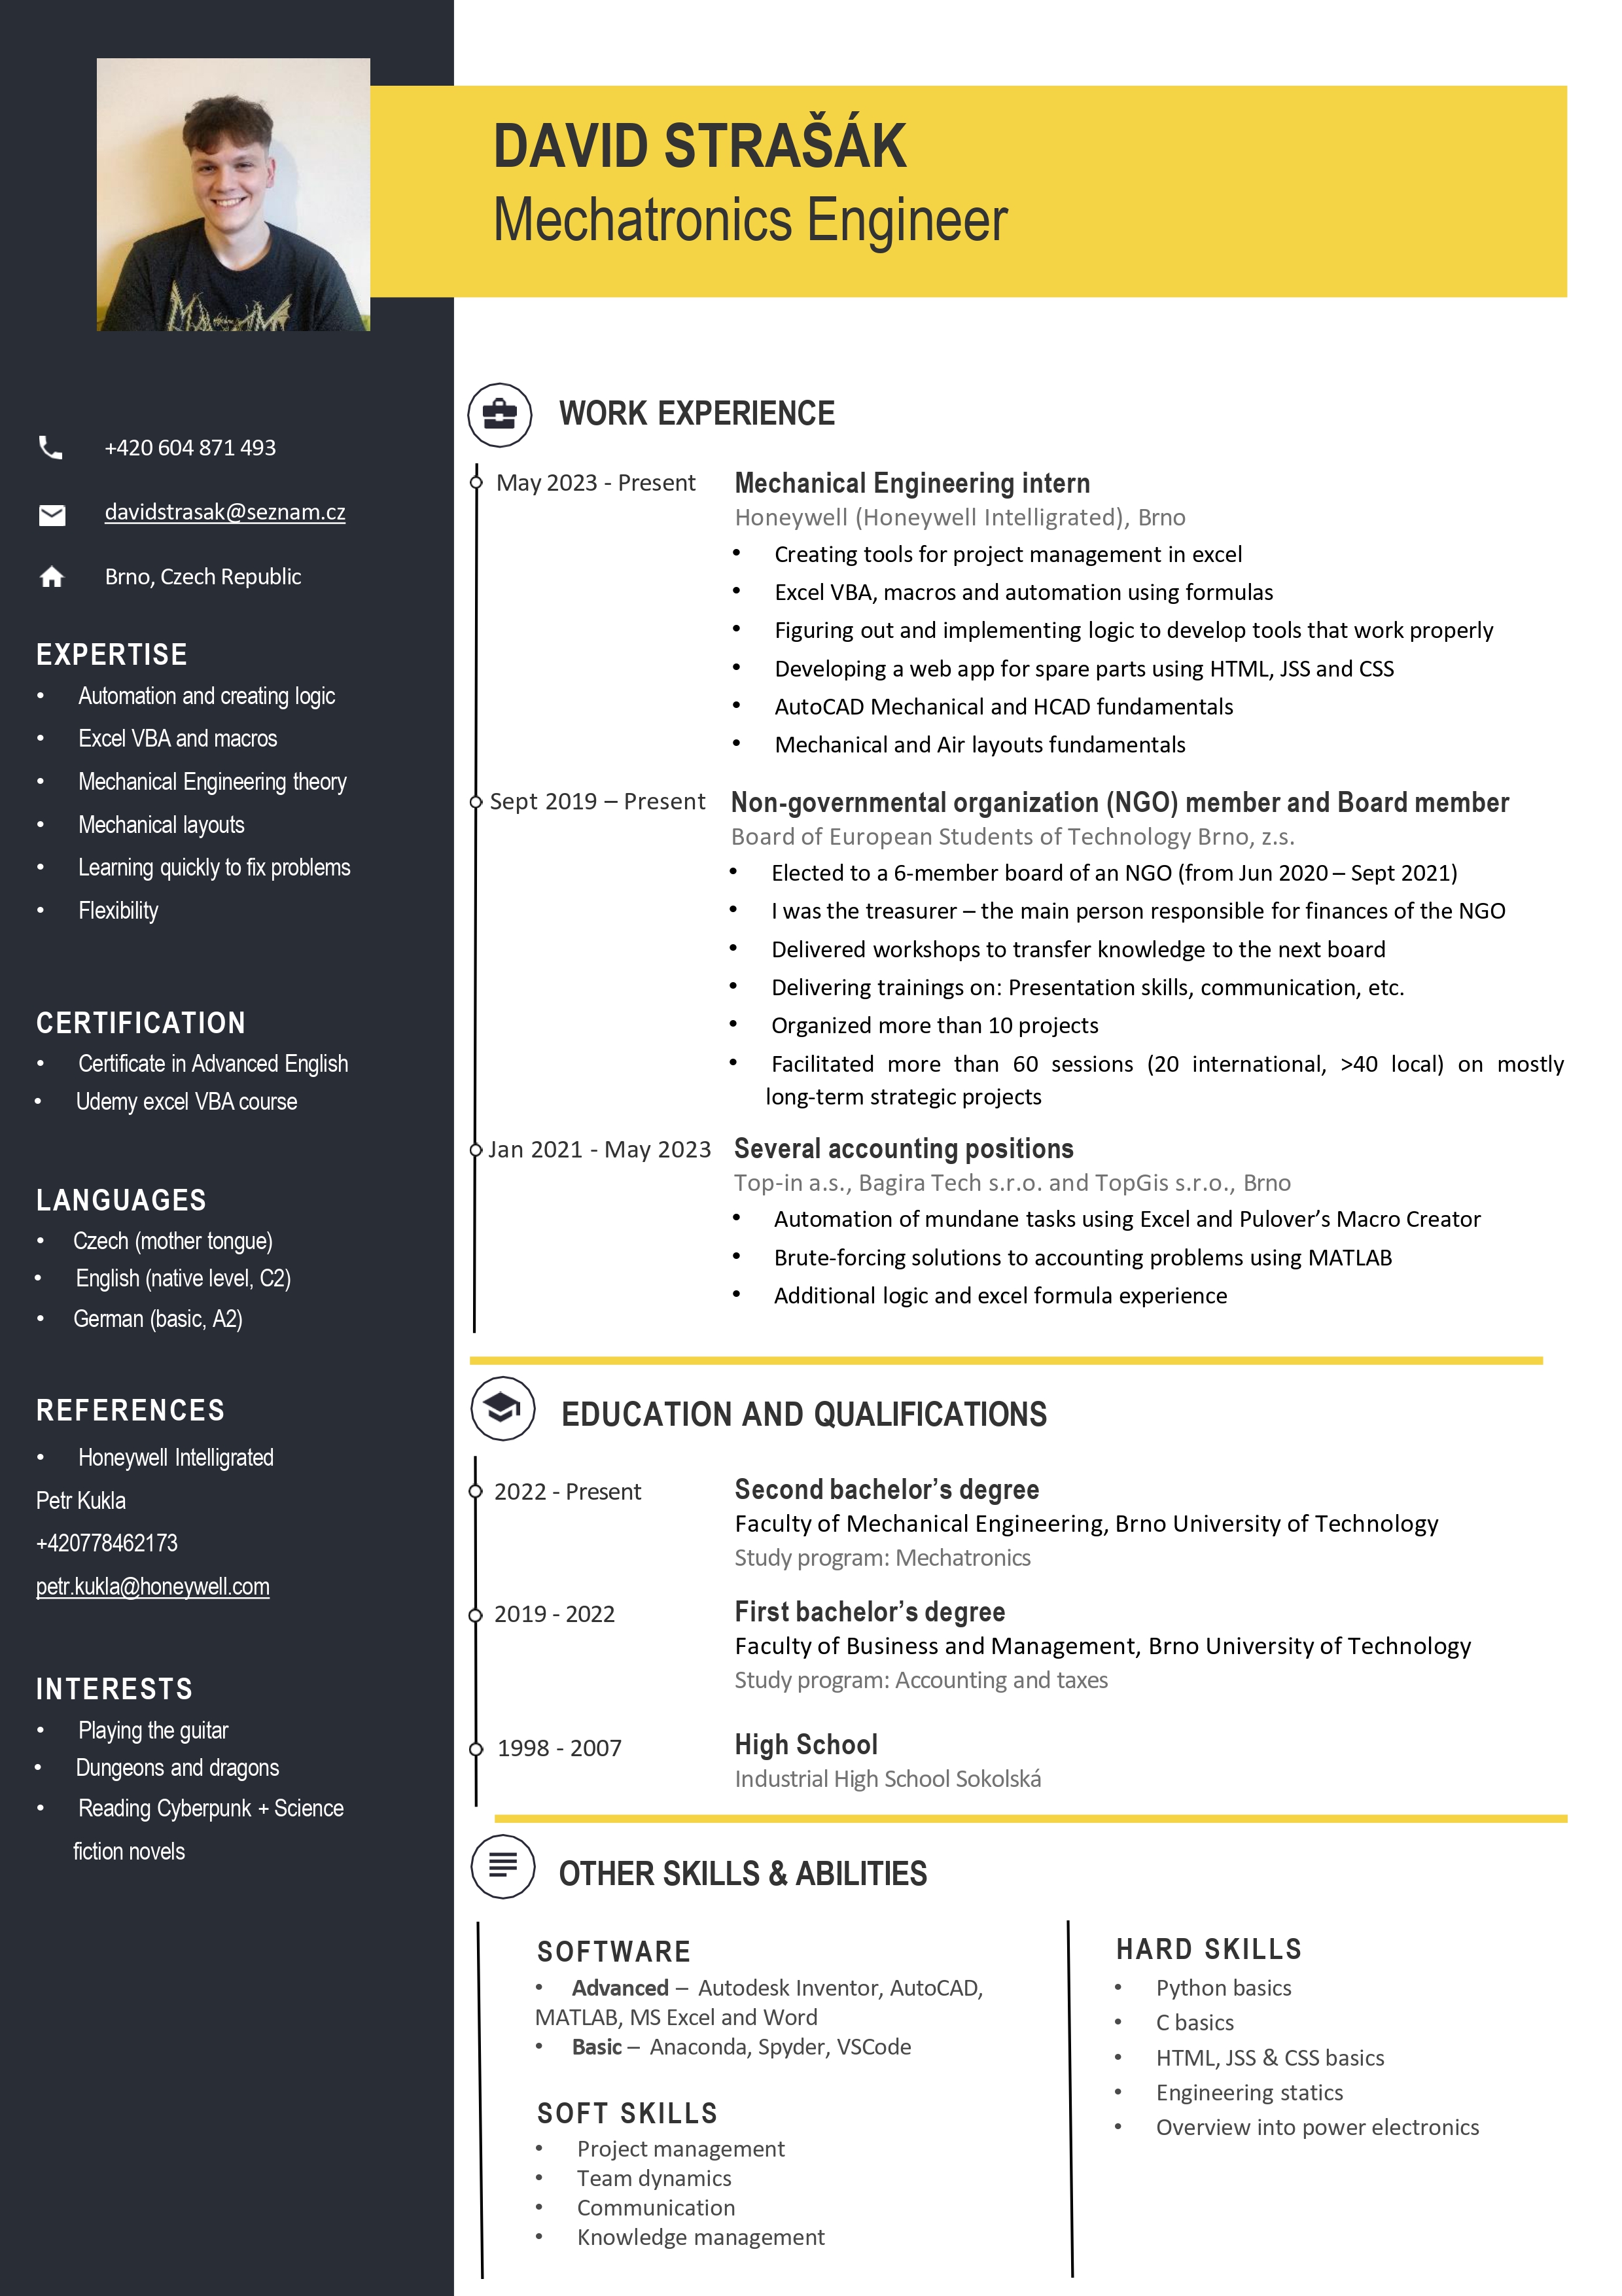 DAVID STRAŠÁK
Mechatronics Engineer
+420 604 871 493
davidstrasak@seznam.cz
Brno, Czech Republic
EXPERTISE
• Automation and creating logic
• Excel VBA and macros
• Mechanical Engineering theory
• Mechanical layouts
• Learning quickly to fix problems
• Flexibility
CERTIFICATION
• Certificate in Advanced English
• Udemy excel VBA course
LANGUAGES
• Czech (mother tongue)
• English (native level, C2)
• German (basic, A2)
REFERENCES
• Honeywell Intelligrated
Petr Kukla
+420778462173
petr.kukla@honeywell.com
INTERESTS
• Playing the guitar
• Dungeons and dragons
• Reading Cyberpunk + Science
fiction novels
WORK EXPERIENCE
May 2023 - Present Mechanical Engineering intern
Honeywell (Honeywell Intelligrated), Brno
• Creating tools for project management in excel
• Excel VBA, macros and automation using formulas
• Figuring out and implementing logic to develop tools that work properly
• Developing a web app for spare parts using HTML, JSS and CSS
• AutoCAD Mechanical and HCAD fundamentals
• Mechanical and Air layouts fundamentals
Sept 2019 – Present Non-governmental organization (NGO) member and Board member
Board of European Students of Technology Brno, z.s.
• Elected to a 6-member board of an NGO (from Jun 2020 – Sept 2021)
• I was the treasurer – the main person responsible for finances of the NGO
• Delivered workshops to transfer knowledge to the next board
• Delivering trainings on: Presentation skills, communication, etc.
• Organized more than 10 projects
• Facilitated more than 60 sessions (20 international, >40 local) on mostly
long-term strategic projects
Jan 2021 - May 2023 Several accounting positions
Top-in a.s., Bagira Tech s.r.o. and TopGis s.r.o., Brno
• Automation of mundane tasks using Excel and Pulover’s Macro Creator
• Brute-forcing solutions to accounting problems using MATLAB
• Additional logic and excel formula experience
EDUCATION AND QUALIFICATIONS
2022 - Present Second bachelor’s degree
Faculty of Mechanical Engineering, Brno University of Technology
Study program: Mechatronics
2019 - 2022 First bachelor’s degree
Faculty of Business and Management, Brno University of Technology
Study program: Accounting and taxes
1998 - 2007 High School
Industrial High School Sokolská
OTHER SKILLS & ABILITIES
SOFTWARE
• Advanced – Autodesk Inventor, AutoCAD,
MATLAB, MS Excel and Word
• Basic – Anaconda, Spyder, VSCode
SOFT SKILLS
• Project management
• Team dynamics
• Communication
• Knowledge management
HARD SKILLS
• Python basics
• C basics
• HTML, JSS & CSS basics
• Engineering statics
• Overview into power electronics